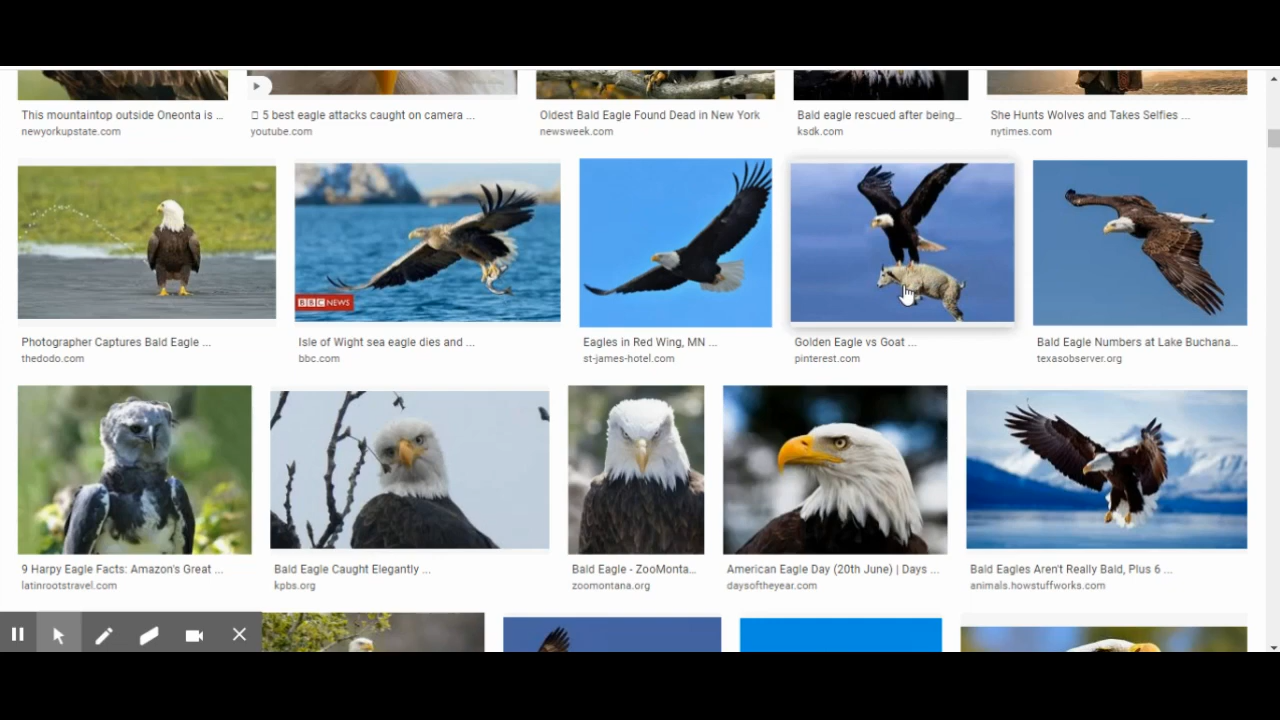 This mountaintop outside Oneonta is ...
newyorkupstate.com
5 best eagle attacks caught on camera ...
youtube.com
Oldest Bald Eagle Found Dead in New York
newsweek.com
Bald eagle rescued after being...
ksdk.com
She Hunts Wolves and Takes Selfies ...
nytimes.com
BBC NEWS
Photographer Captures Bald Eagle ...
thedodo.com
Isle of Wight sea eagle dies and ...
bbc.com
Eagles in Red Wing, MN ...
st-james-hotel.com
Golden Eagle vs Goat ...
pinterest.com
Bald Eagle Numbers at Lake Buchana...
texasobserver.org
9 Harpy Eagle Facts: Amazon's Great ...
latinrootstravel.com
Bald Eagle Caught Elegantly ...
kpbs.org
Bald Eagle - ZooMonta...
zoomontana.org
American Eagle Day (20th June) | Days ...
daysoftheyear.com
Bald Eagles Aren't Really Bald, Plus 6 ...
animals.howstuffworks.com